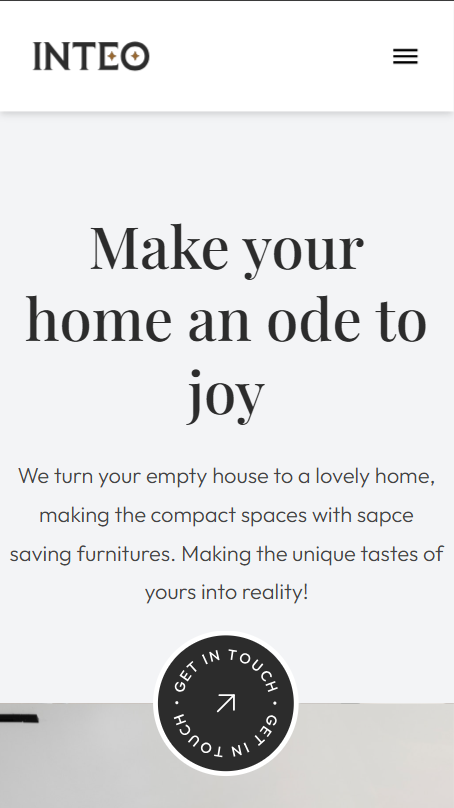 INTEO
Make your
home an ode to
joy
We turn your empty house to a lovely home,
making the compact spaces with sapce
saving furnitures. Making the unique tastes of
yours into reality!
GET IN TOUCH • GET IN TOUCH •